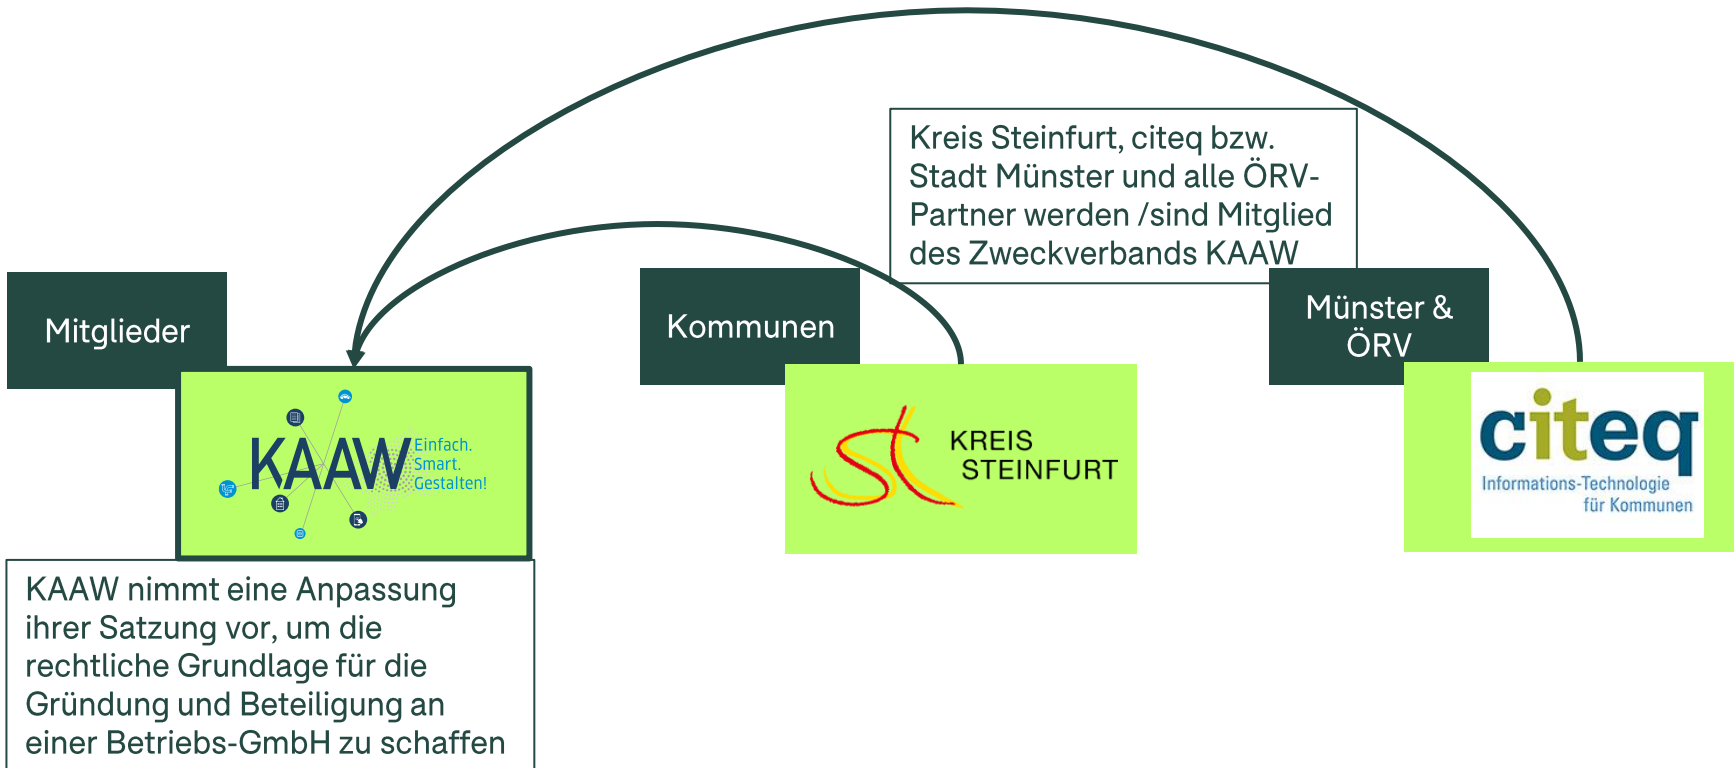 Kreis Steinfurt, citeq bzw.
Stadt Münster und alle ÖRV-
Partner werden /sind Mitglied
des Zweckverbands KAAW
Mitglieder
Kommunen
Münster &
ÖRV
KAAW
Einfach.
Smart.
Gestalten!
KREIS
STEINFURT
citeq
Informations-Technologie
für Kommunen
KAAW nimmt eine Anpassung
ihrer Satzung vor, um die
rechtliche Grundlage für die
Gründung und Beteiligung an
einer Betriebs-GmbH zu schaffen